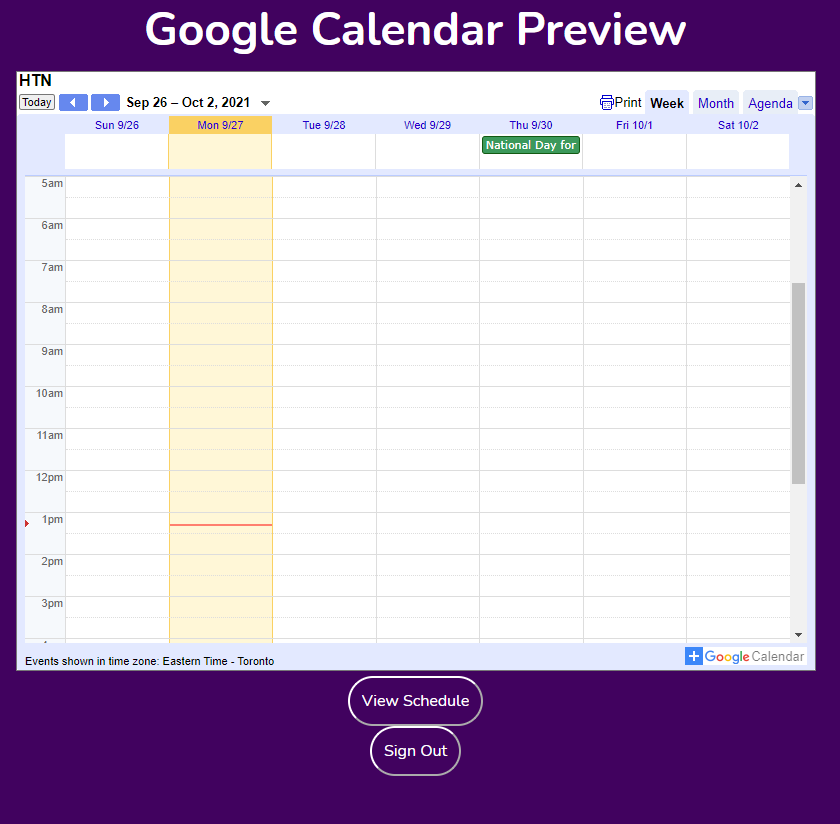 Google Calendar Preview
HTN
Today Sep 26 – Oct 2, 2021 Print Week Month Agenda
Sun 9/26 Mon 9/27 Tue 9/28 Wed 9/29 Thu 9/30 Fri 10/1 Sat 10/2
National Day for
5am
6am
7am
8am
9am
10am
11am
12pm
1pm
2pm
3pm
Events shown in time zone: Eastern Time - Toronto
Google Calendar
View Schedule
Sign Out